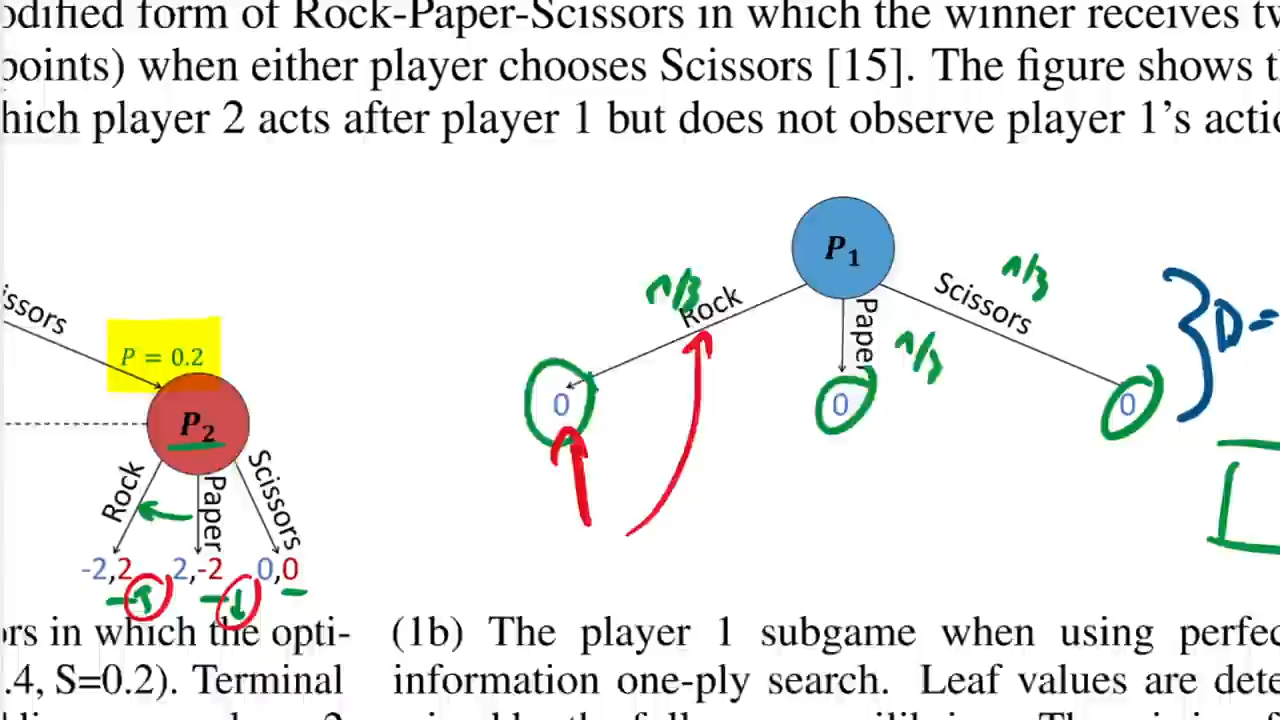 odified form of Rock-Paper-Scissors in which the winner receives tw
points) when either player chooses Scissors [15]. The figure shows t
hich player 2 acts after player 1 but does not observe player 1's actio
P₁
Rock
Paper
Scissors
1/3
1/3
1/3
0
0
0
D=
issors
P = 0.2
P₂
Rock
Paper
Scissors
-2,2
2,-2
0,0
ors in which the opti-
.4, S=0.2). Terminal
(1b) The player 1 subgame when using perfec
information one-ply search. Leaf values are dete